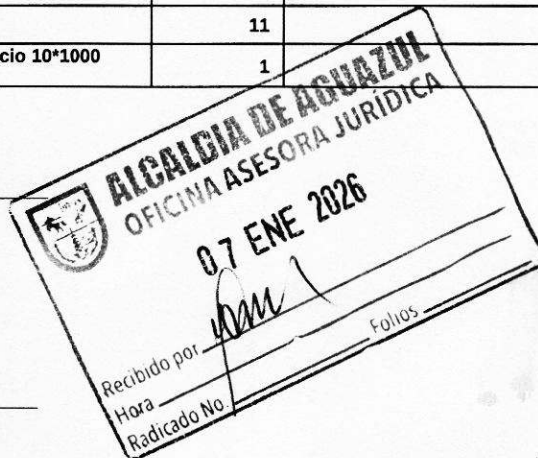 11
cio 10*1000 1
ALCALDIA DE AGUAZUL
OFICINA ASESORA JURÍDICA
07 ENE 2026
Recibido por
Hora
Folios
Radicado No.